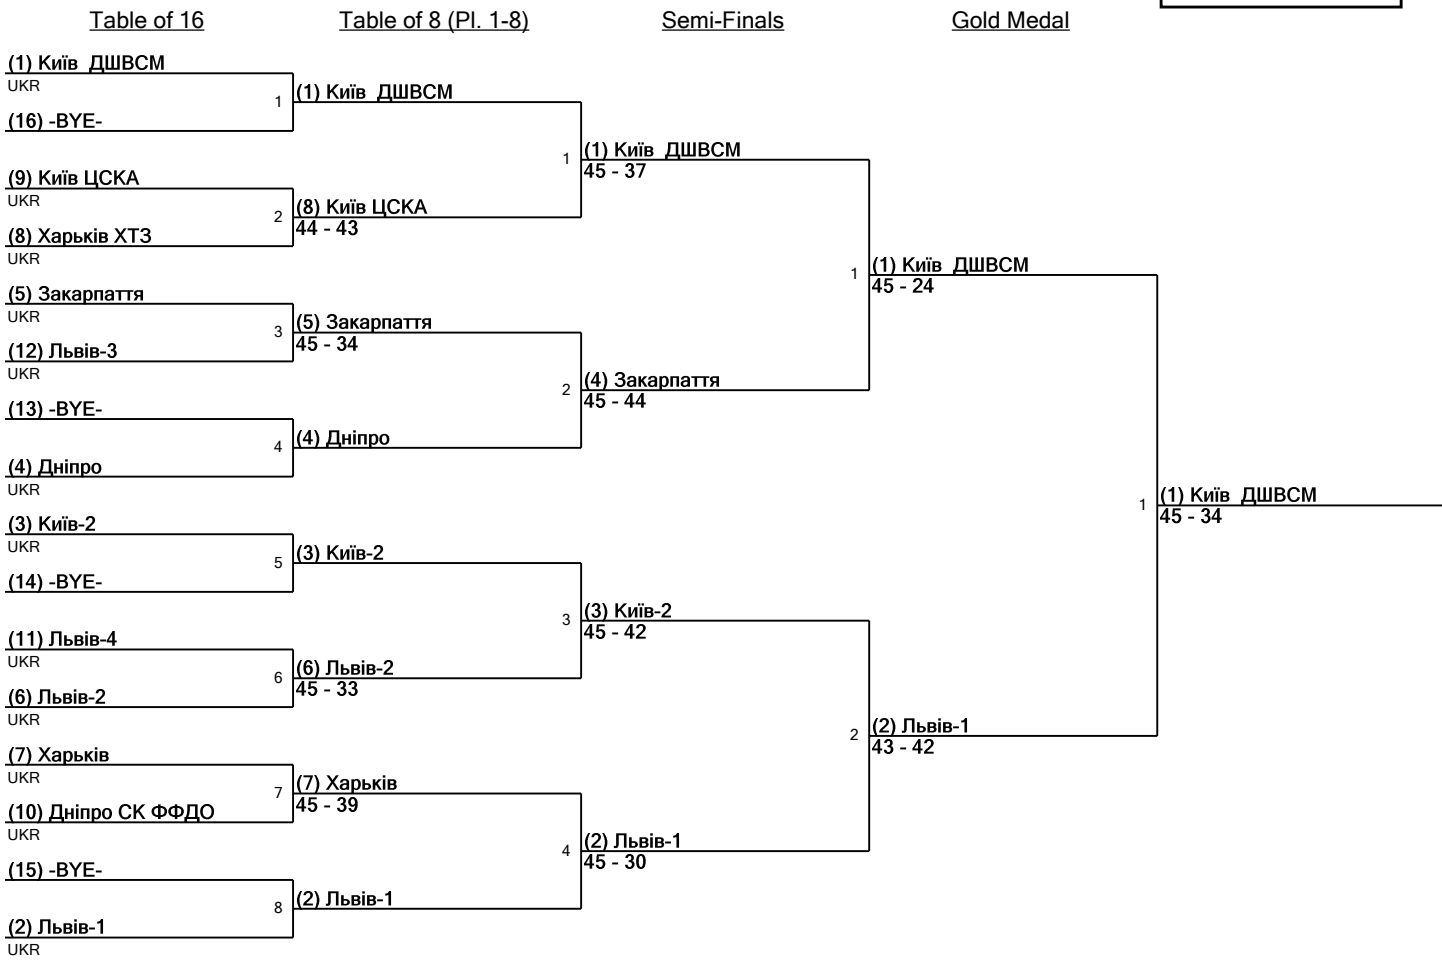 Table of 16
Table of 8 (Pl. 1-8)
Semi-Finals
Gold Medal
(1) Київ ДШВСМ
UKR
1
(16) -BYE-
(9) Київ ЦСКА
UKR
2
(8) Харьків ХТЗ
UKR
(5) Закарпаття
UKR
3
(12) Львів-3
UKR
(13) -BYE-
4
(4) Дніпро
UKR
(3) Київ-2
UKR
5
(14) -BYE-
(11) Львів-4
UKR
6
(6) Львів-2
UKR
(7) Харьків
UKR
7
(10) Дніпро СК ФФДО
UKR
(15) -BYE-
8
(2) Львів-1
UKR
(1) Київ ДШВСМ
1
(8) Київ ЦСКА
44 - 43
(5) Закарпаття
45 - 34
2
(4) Дніпро
(3) Київ-2
3
(6) Львів-2
45 - 33
(7) Харьків
45 - 39
4
(2) Львів-1
(1) Київ ДШВСМ
45 - 37
1
(4) Закарпаття
45 - 44
(3) Київ-2
45 - 42
2
(2) Львів-1
45 - 30
(1) Київ ДШВСМ
45 - 24
1
(2) Львів-1
43 - 42
(1) Київ ДШВСМ
45 - 34